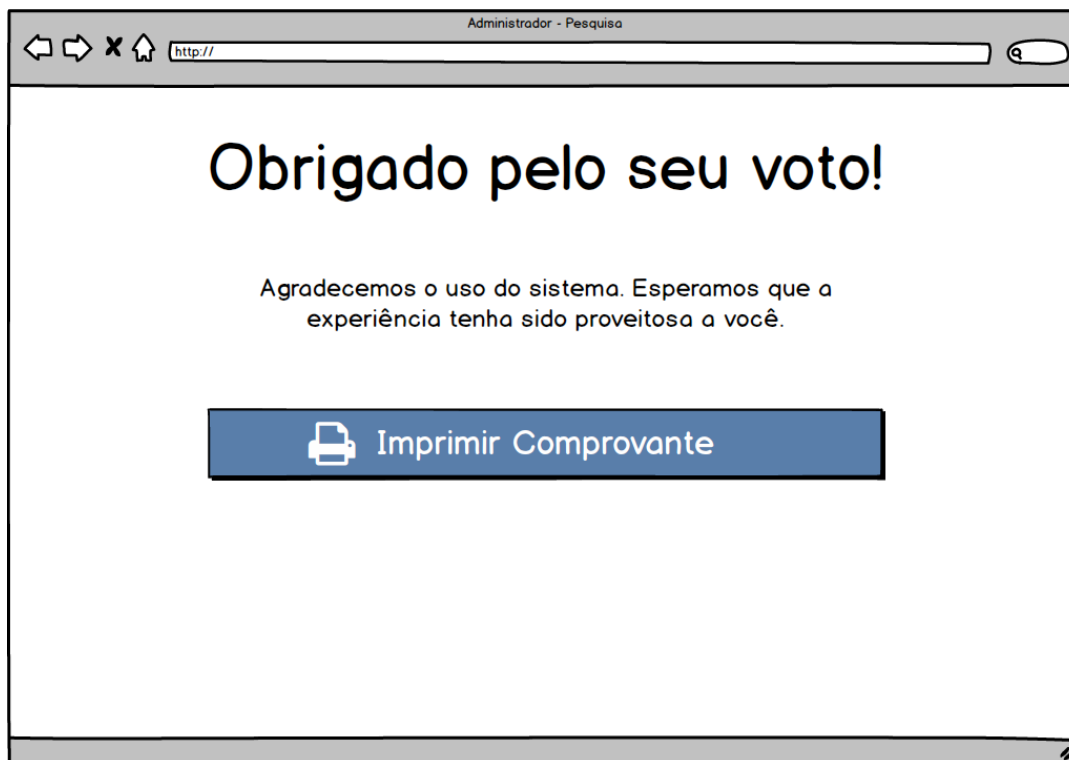 Administrador - Pesquisa
http://
Obrigado pelo seu voto!
Agradecemos o uso do sistema. Esperamos que a
experiência tenha sido proveitosa a você.
Imprimir Comprovante